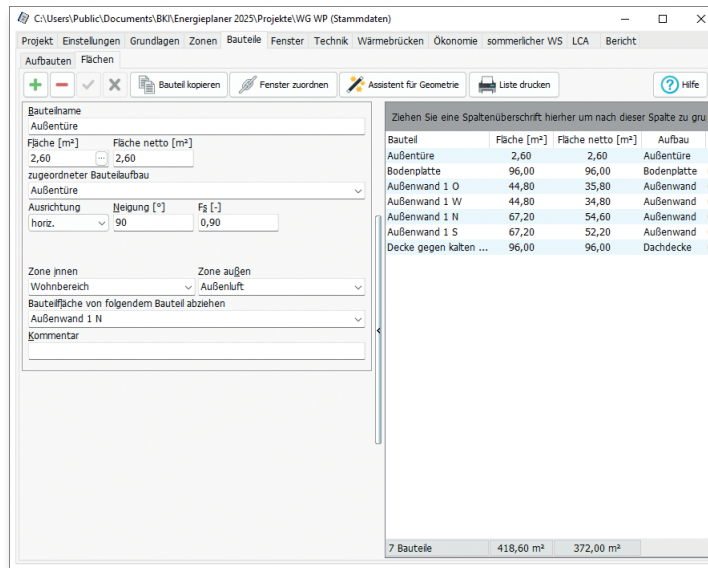 C:\Users\Public\Documents\BKI\Energieplaner 2025\Projekte\WG WP (Stammdaten)
Projekt Einstellungen Grundlagen Zonen Bauteile Fenster Technik Wärmebrücken Ökonomie sommerlicher WS LCA Bericht
Aufbauten Flächen
Bauteil kopieren Fenster zuordnen Assistent für Geometrie Liste drucken Hilfe
Bauteilname
Außentüre
Fläche [m²] Fläche netto [m²]
2,60 ... 2,60
zugeordneter Bauteilaufbau
Außentüre
Ausrichtung Neigung [°] Fs [-]
horiz. 90 0,90
Zone innen Zone außen
Wohnbereich Außenluft
Bauteilfläche von folgendem Bauteil abziehen
Außenwand 1 N
Kommentar
Ziehen Sie eine Spaltenüberschrift hierher um nach dieser Spalte zu gru
Bauteil Fläche [m²] Fläche netto [m²] Aufbau
Außentüre 2,60 2,60 Außentüre
Bodenplatte 96,00 96,00 Bodenplatte
Außenwand 1 O 44,80 35,80 Außenwand
Außenwand 1 W 44,80 34,80 Außenwand
Außenwand 1 N 67,20 54,60 Außenwand
Außenwand 1 S 67,20 52,20 Außenwand
Decke gegen kalten ... 96,00 96,00 Dachdecke
7 Bauteile 418,60 m² 372,00 m²